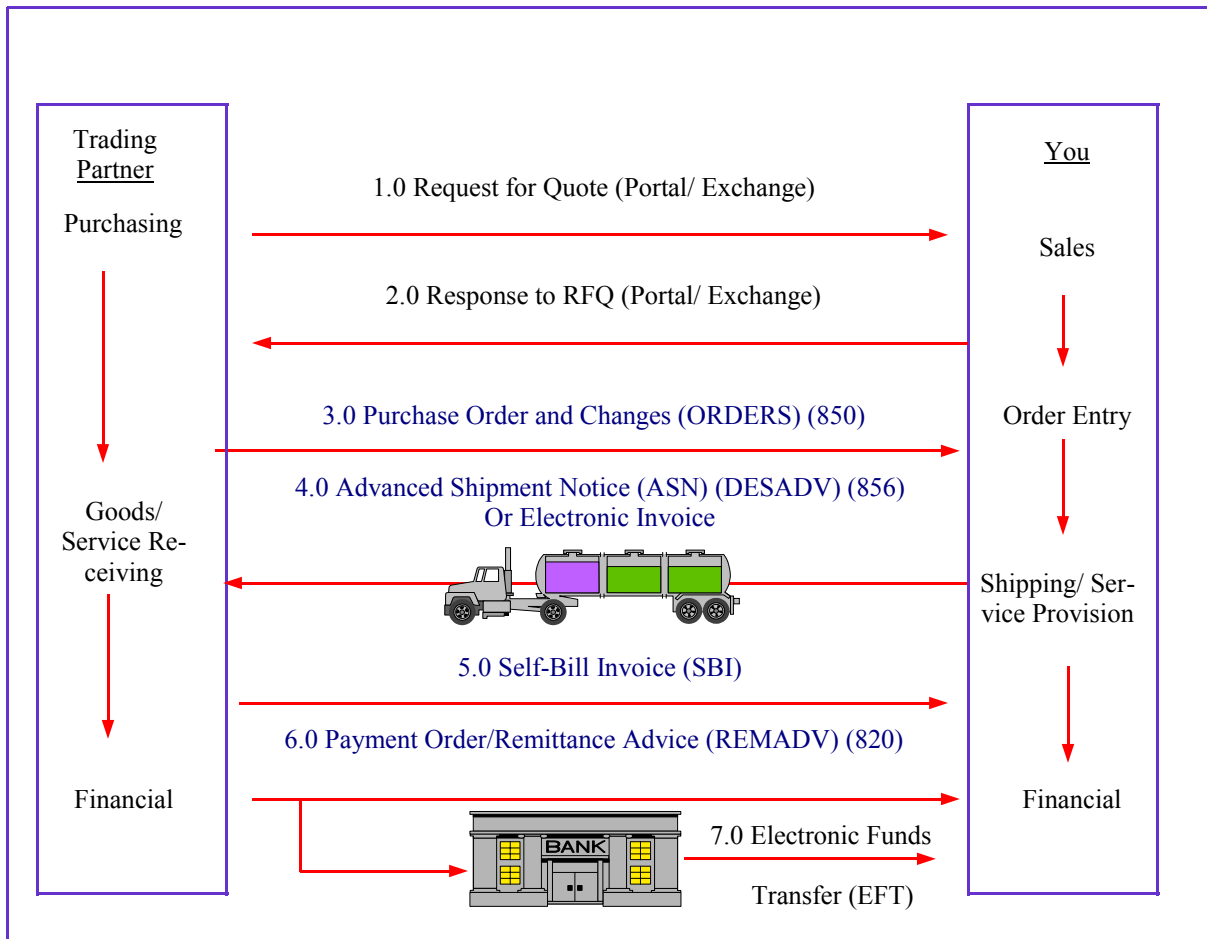 Trading
Partner
Purchasing
Goods/
Service Re-
ceiving
Financial
1.0 Request for Quote (Portal/ Exchange)
2.0 Response to RFQ (Portal/ Exchange)
3.0 Purchase Order and Changes (ORDERS) (850)
4.0 Advanced Shipment Notice (ASN) (DESADV) (856)
Or Electronic Invoice
5.0 Self-Bill Invoice (SBI)
6.0 Payment Order/Remittance Advice (REMADV) (820)
BANK
7.0 Electronic Funds
Transfer (EFT)
You
Sales
Order Entry
Shipping/ Ser-
vice Provision
Financial